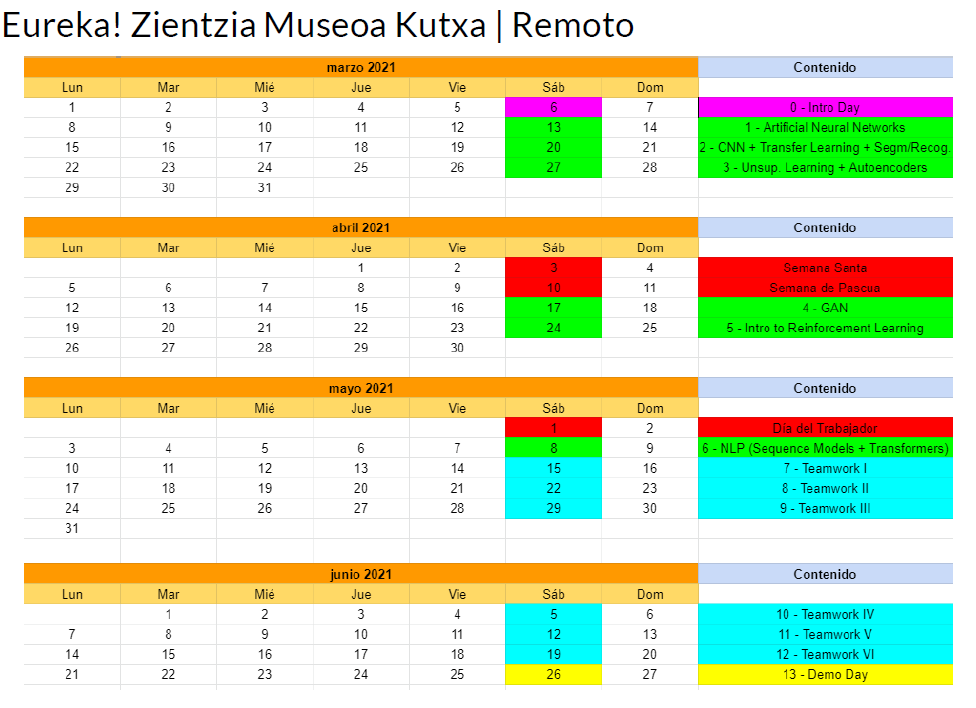 Eureka! Zientzia Museoa Kutxa | Remoto
marzo 2021 Contenido
Lun Mar Mié Jue Vie Sáb Dom
1 2 3 4 5 6 7 0 - Intro Day
8 9 10 11 12 13 14 1 - Artificial Neural Networks
15 16 17 18 19 20 21 2 - CNN + Transfer Learning + Segm/Recog.
22 23 24 25 26 27 28 3 - Unsup. Learning + Autoencoders
29 30 31
abril 2021 Contenido
Lun Mar Mié Jue Vie Sáb Dom
1 2 3 4 Semana Santa
5 6 7 8 9 10 11 Semana de Pascua
12 13 14 15 16 17 18 4 - GAN
19 20 21 22 23 24 25 5 - Intro to Reinforcement Learning
26 27 28 29 30
mayo 2021 Contenido
Lun Mar Mié Jue Vie Sáb Dom
1 2 Día del Trabajador
3 4 5 6 7 8 9 6 - NLP (Sequence Models + Transformers)
10 11 12 13 14 15 16 7 - Teamwork I
17 18 19 20 21 22 23 8 - Teamwork II
24 25 26 27 28 29 30 9 - Teamwork III
31
junio 2021 Contenido
Lun Mar Mié Jue Vie Sáb Dom
1 2 3 4 5 6 10 - Teamwork IV
7 8 9 10 11 12 13 11 - Teamwork V
14 15 16 17 18 19 20 12 - Teamwork VI
21 22 23 24 25 26 27 13 - Demo Day